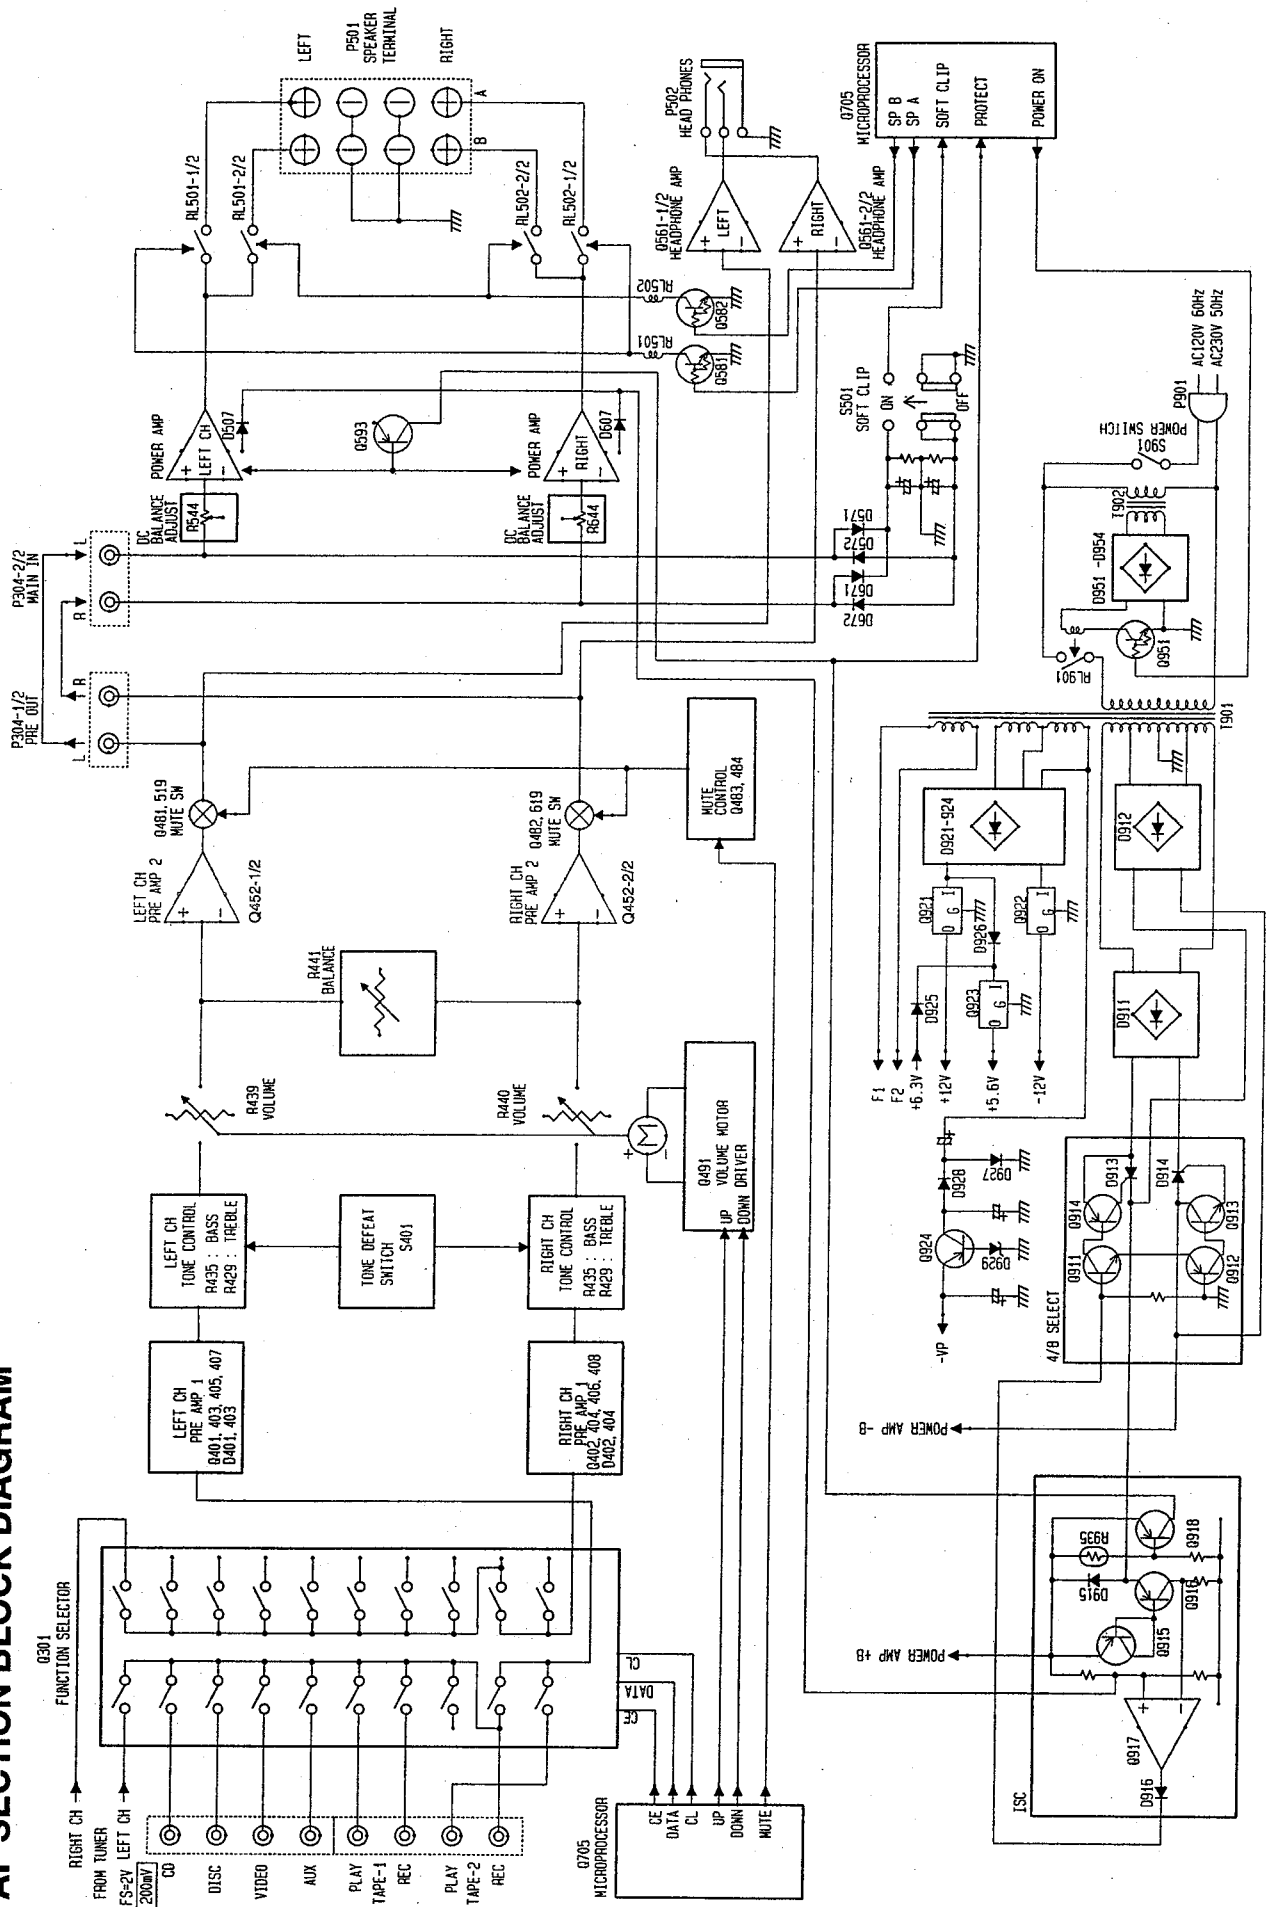 AF SECTION BLOCK DIAGRAM
RIGHT CH
FROM TUNER
FS=2V LEFT CH
200mV
CD
DISC
VIDEO
AUX
PLAY
TAPE-1
REC
PLAY
TAPE-2
REC
Q301
FUNCTION SELECTOR
CE
DATA
CL
Q705
MICROPROCESSOR
CE
DATA
CL
UP
DOWN
MUTE
LEFT CH
PRE AMP 1
Q401, 403, 405, 407
D401, 403
RIGHT CH
PRE AMP 1
Q402, 404, 406, 408
D402, 404
LEFT CH
TONE CONTROL
R435 : BASS
R429 : TREBLE
TONE DEFEAT
SWITCH
S401
RIGHT CH
TONE CONTROL
R435 : BASS
R429 : TREBLE
R439
VOLUME
R440
VOLUME
+
M
-
Q491
VOLUME MOTOR
DRIVER
UP
DOWN
R441
BALANCE
LEFT CH
PRE AMP 2
+
-
Q452-1/2
RIGHT CH
PRE AMP 2
+
-
Q452-2/2
Q481, 519
MUTE SW
Q482, 619
MUTE SW
MUTE
CONTROL
Q483, 484
P304-1/2
PRE OUT
L
R
P304-2/2
MAIN IN
R
L
DC
BALANCE
ADJUST
R544
DC
BALANCE
ADJUST
R644
POWER AMP
+
LEFT CH
-
D507
Q593
POWER AMP
+
RIGHT
-
D607
RL501-1/2
RL501-2/2
RL502-2/2
RL502-1/2
LEFT
P501
SPEAKER
TERMINAL
RIGHT
A
B
RL502
RL501
Q582
Q581
Q561-1/2
HEADPHONE AMP
+
LEFT
-
Q561-2/2
HEADPHONE AMP
+
RIGHT
-
P502
HEAD PHONES
Q705
MICROPROCESSOR
SP B
SP A
SOFT CLIP
PROTECT
POWER ON
S501
SOFT CLIP
ON
OFF
D571
D572
D671
D672
AC120V 60Hz
AC230V 50Hz
P901
POWER SWITCH
S901
T902
D951 -D954
Q951
RL901
T901
D921-924
Q921
O G I
D926
Q922
O G I
Q923
O G I
D925
F1
F2
+6.3V
+12V
+5.6V
-12V
D912
D911
D928
D927
Q924
D929
-VP
4/8 SELECT
Q914
D913
D914
Q913
Q911
Q912
POWER AMP -B
POWER AMP +B
ISC
R935
Q918
D915
Q916
Q915
+
-
Q917
D916